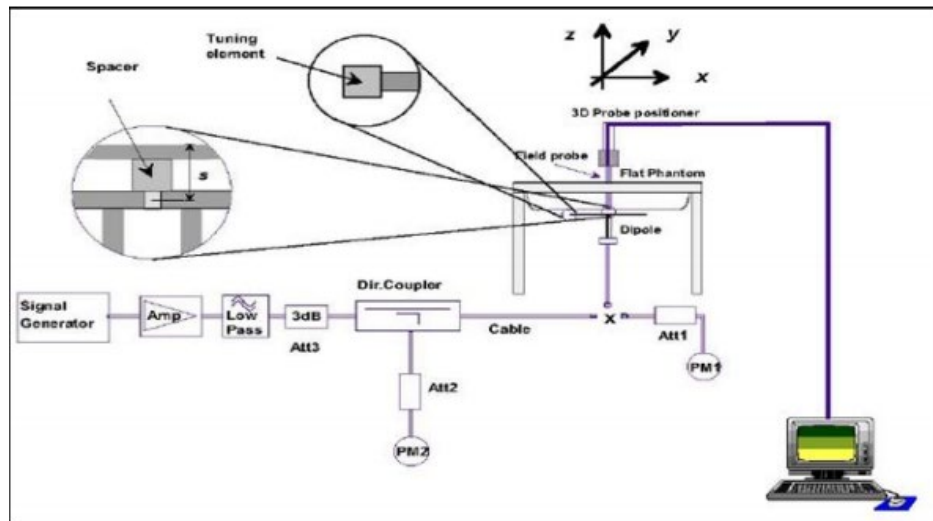 Tuning
element
Spacer
s
z
y
x
3D Probe positioner
Field probe
Flat Phantom
Dipole
Signal
Generator
Amp
Low
Pass
3dB
Att3
Dir.Coupler
Cable
X
Att1
PM1
Att2
PM2